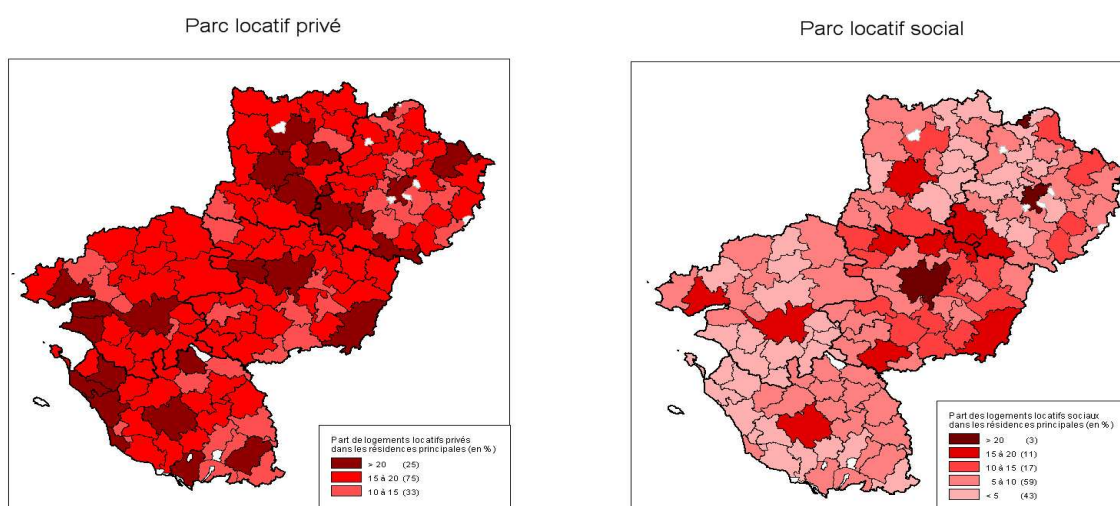 Parc locatif privé
Parc locatif social
Part de logements locatifs privés
dans les résidences principales (en %)
> 20 (25)
15 à 20 (75)
10 à 15 (33)
Part des logements locatifs sociaux
dans les résidences principales (en %)
> 20 (3)
15 à 20 (11)
10 à 15 (17)
5 à 10 (59)
< 5 (43)